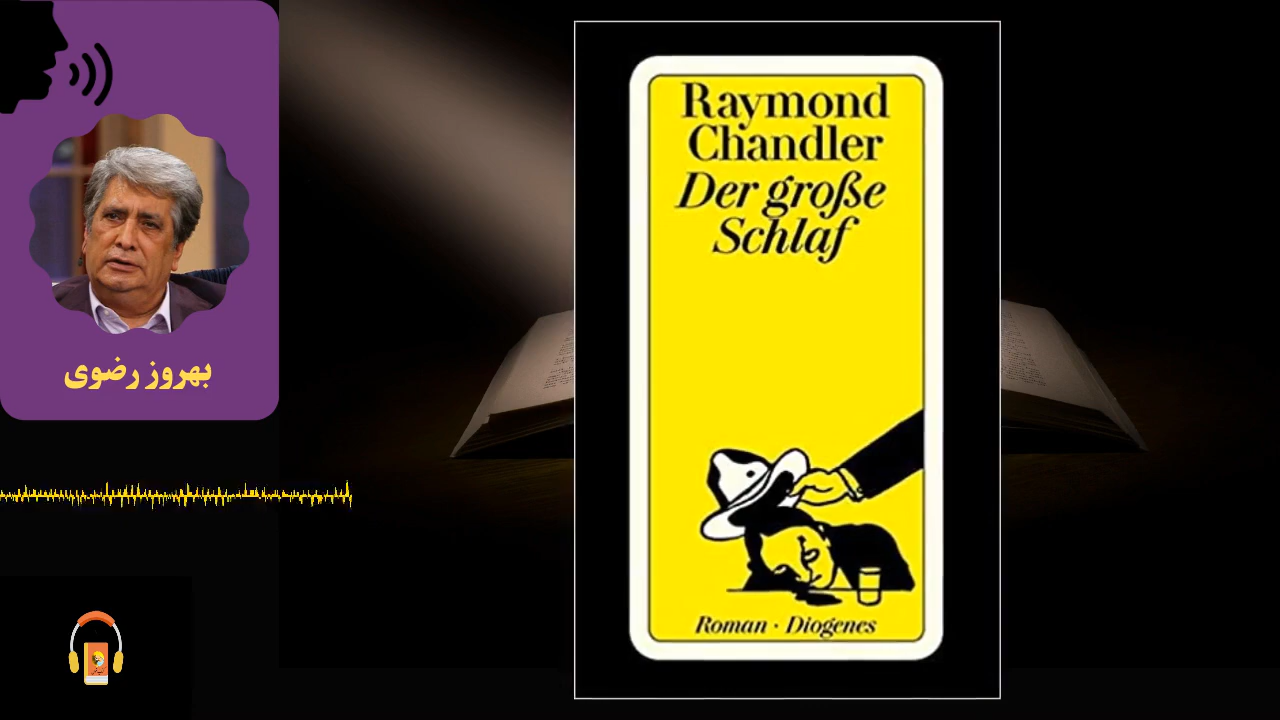 بهروز رضوی
Raymond
Chandler
Der große
Schlaf
Roman · Diogenes